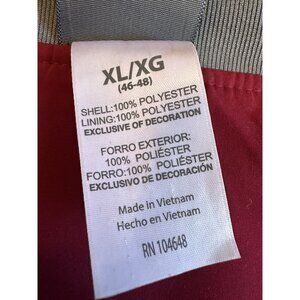 XL/XG
(46-48)
SHELL:100% POLYESTER
LINING:100% POLYESTER
EXCLUSIVE OF DECORATION
FORRO EXTERIOR:
100% POLIÉSTER
FORRO:100% POLIÉSTER
EXCLUSIVO DE DECORACIÓN
Made in Vietnam
Hecho en Vietnam
RN 104648